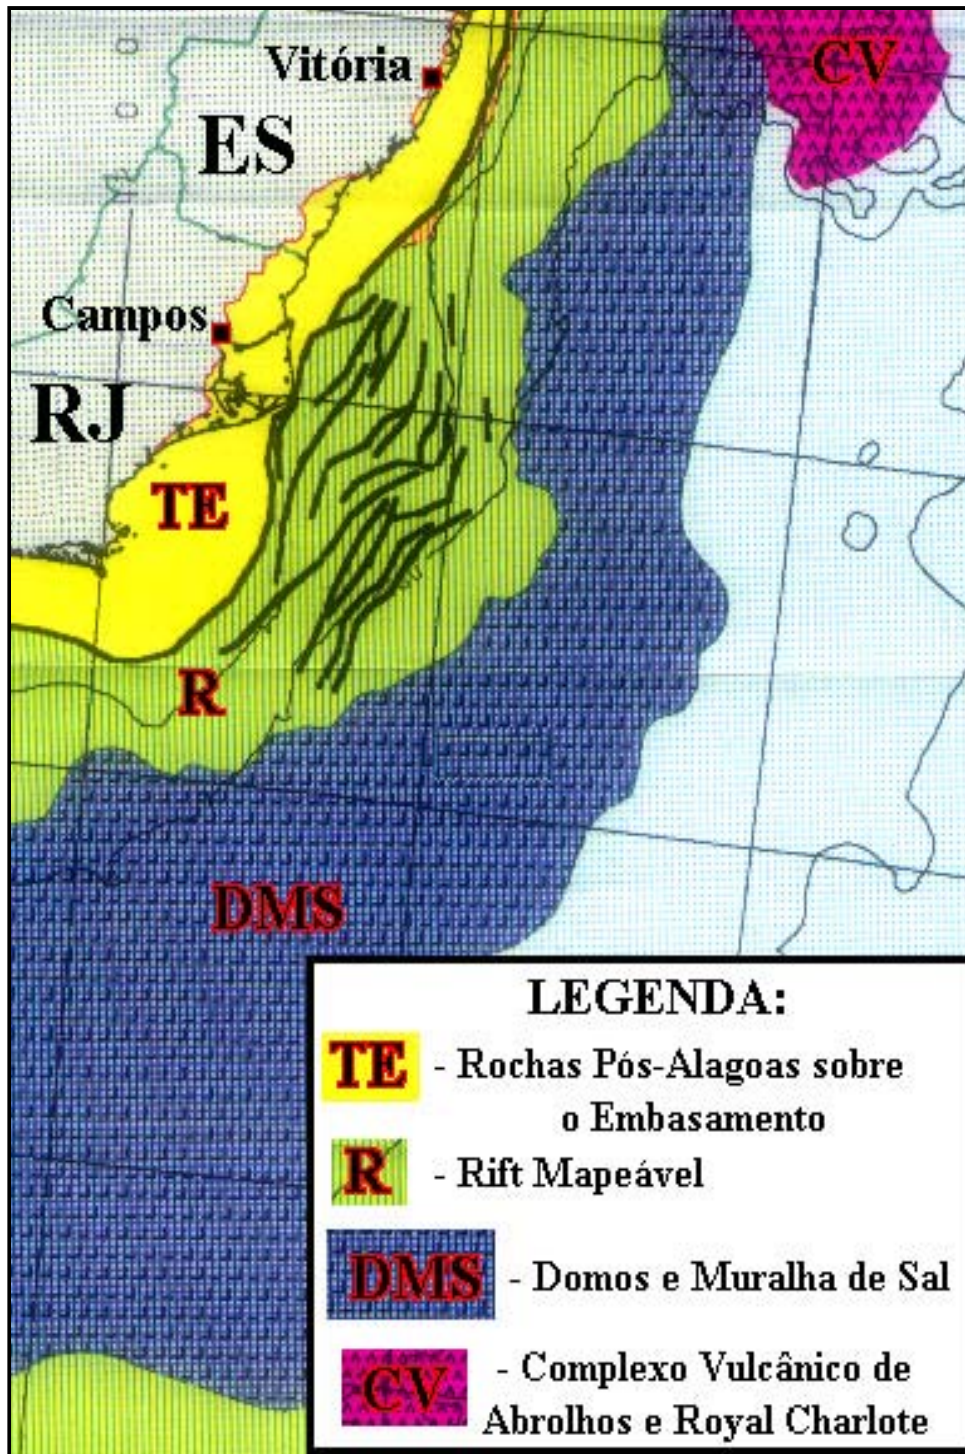 CV
Vitória
ES
Campos
RJ
TE
R
DMS
LEGENDA:
TE - Rochas Pós-Alagoas sobre
o Embasamento
R - Rift Mapeável
DMS - Domos e Muralha de Sal
CV - Complexo Vulcânico de
Abrolhos e Royal Charlote